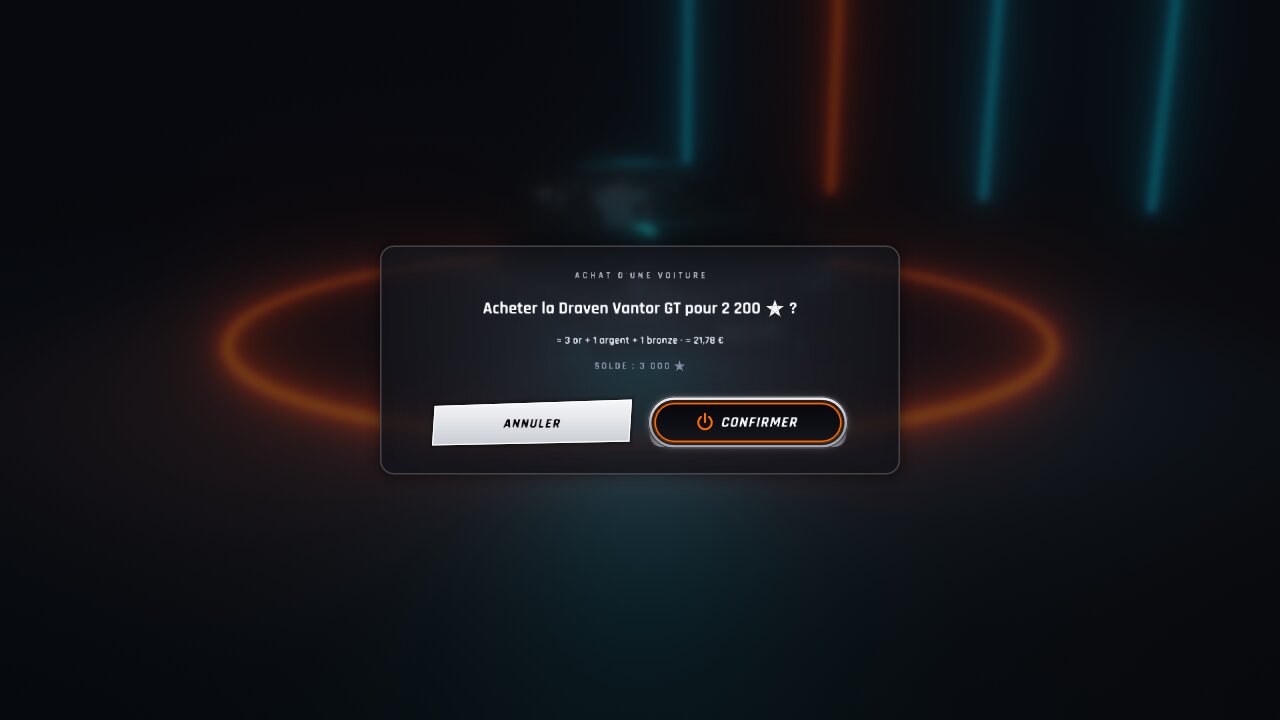 ACHAT D'UNE VOITURE
Acheter la Draven Vantor GT pour 2 200 ★ ?
≈ 3 or + 1 argent + 1 bronze · ≈ 21,78 €
SOLDE : 3 000 ★
ANNULER
CONFIRMER